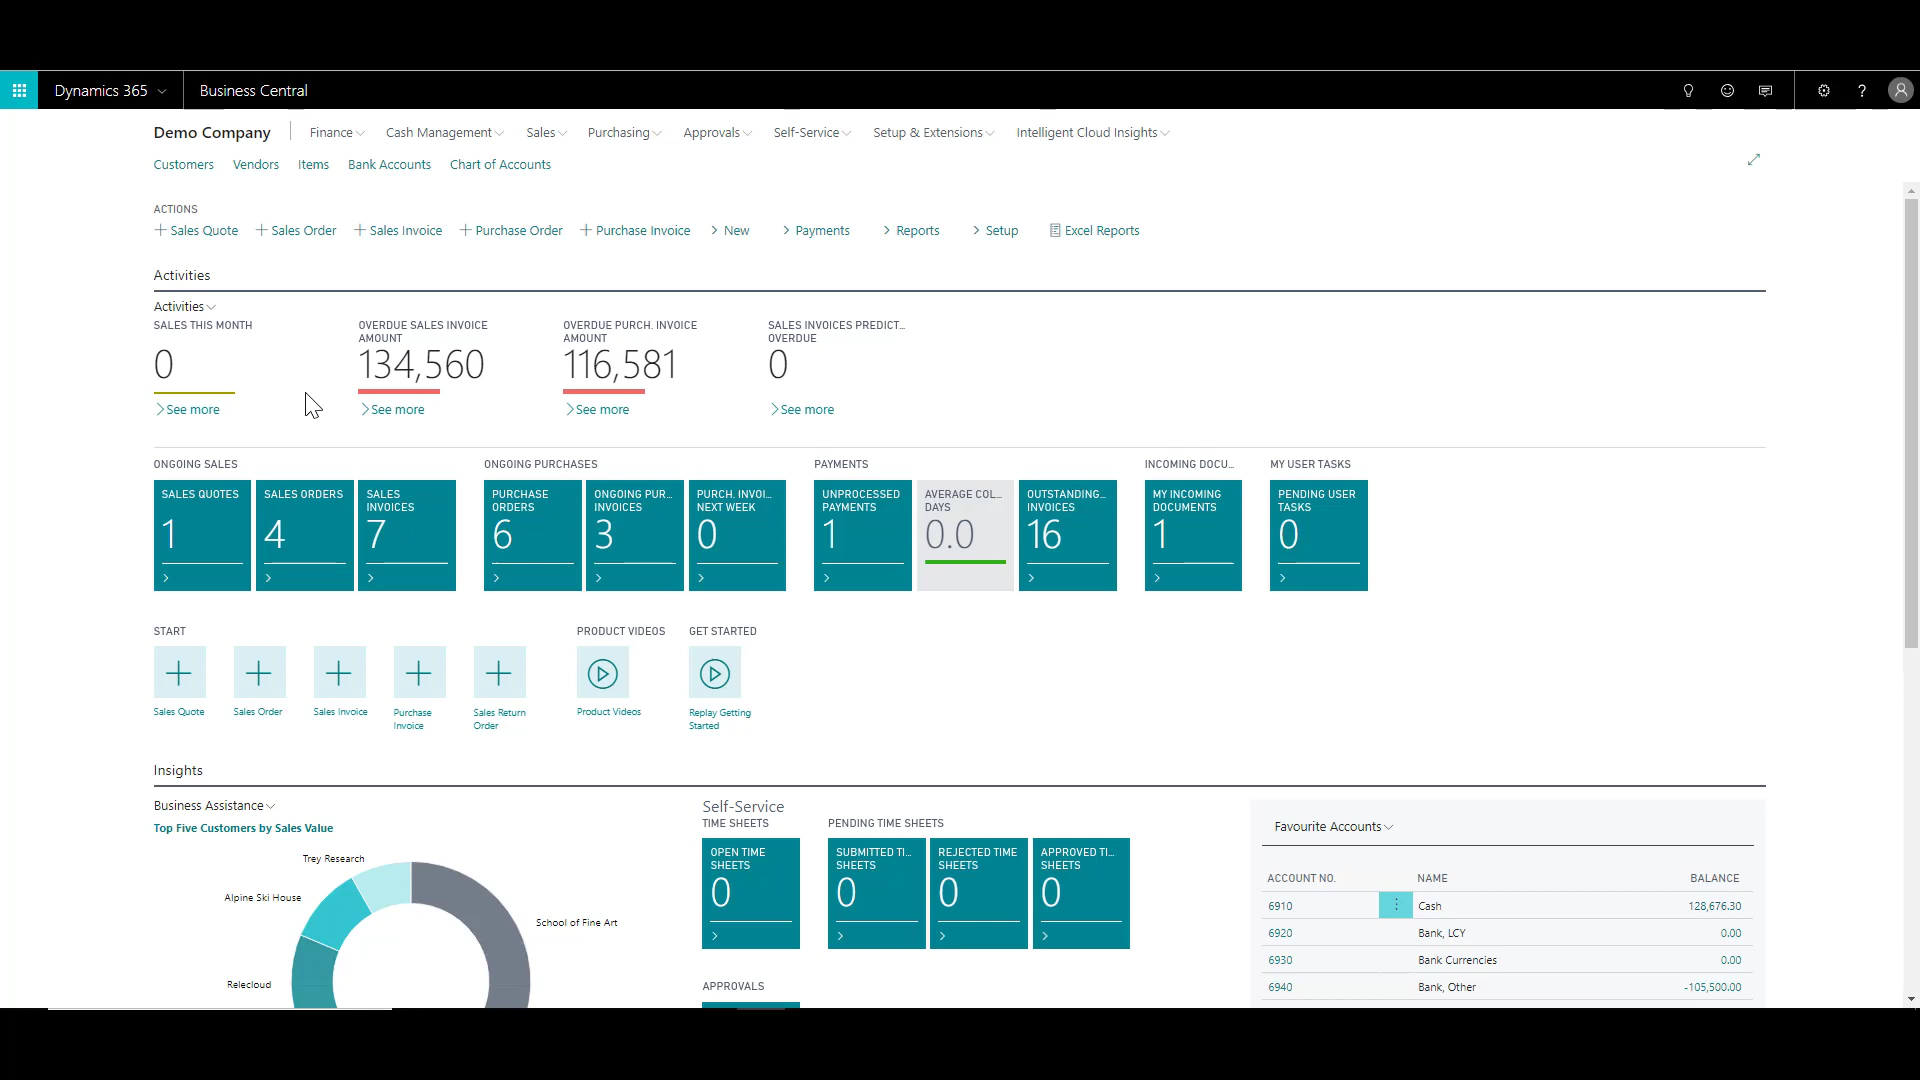 Dynamics 365 Business Central
Demo Company Finance Cash Management Sales Purchasing Approvals Self-Service Setup & Extensions Intelligent Cloud Insights
Customers Vendors Items Bank Accounts Chart of Accounts
ACTIONS
Sales Quote Sales Order Sales Invoice Purchase Order Purchase Invoice New Payments Reports Setup Excel Reports
Activities
Activities
SALES THIS MONTH
0
See more
OVERDUE SALES INVOICE
AMOUNT
134,560
See more
OVERDUE PURCH. INVOICE
AMOUNT
116,581
See more
SALES INVOICES PREDICT...
OVERDUE
0
See more
ONGOING SALES
SALES QUOTES
1
SALES ORDERS
4
SALES
INVOICES
7
ONGOING PURCHASES
PURCHASE
ORDERS
6
ONGOING PUR...
INVOICES
3
PURCH. INVOI...
NEXT WEEK
0
PAYMENTS
UNPROCESSED
PAYMENTS
1
AVERAGE COL...
DAYS
0.0
OUTSTANDING...
INVOICES
16
INCOMING DOCU...
MY INCOMING
DOCUMENTS
1
MY USER TASKS
PENDING USER
TASKS
0
START
Sales Quote
Sales Order
Sales Invoice
Purchase
Invoice
Sales Return
Order
PRODUCT VIDEOS
Product Videos
GET STARTED
Replay Getting
Started
Insights
Business Assistance
Top Five Customers by Sales Value
Trey Research
Alpine Ski House
School of Fine Art
Relecloud
Self-Service
TIME SHEETS
OPEN TIME
SHEETS
0
PENDING TIME SHEETS
SUBMITTED TI...
SHEETS
0
REJECTED TIME
SHEETS
0
APPROVED TI...
SHEETS
0
APPROVALS
Favourite Accounts
ACCOUNT NO. NAME BALANCE
6910 Cash 128,676.30
6920 Bank, LCY 0.00
6930 Bank Currencies 0.00
6940 Bank, Other -105,500.00